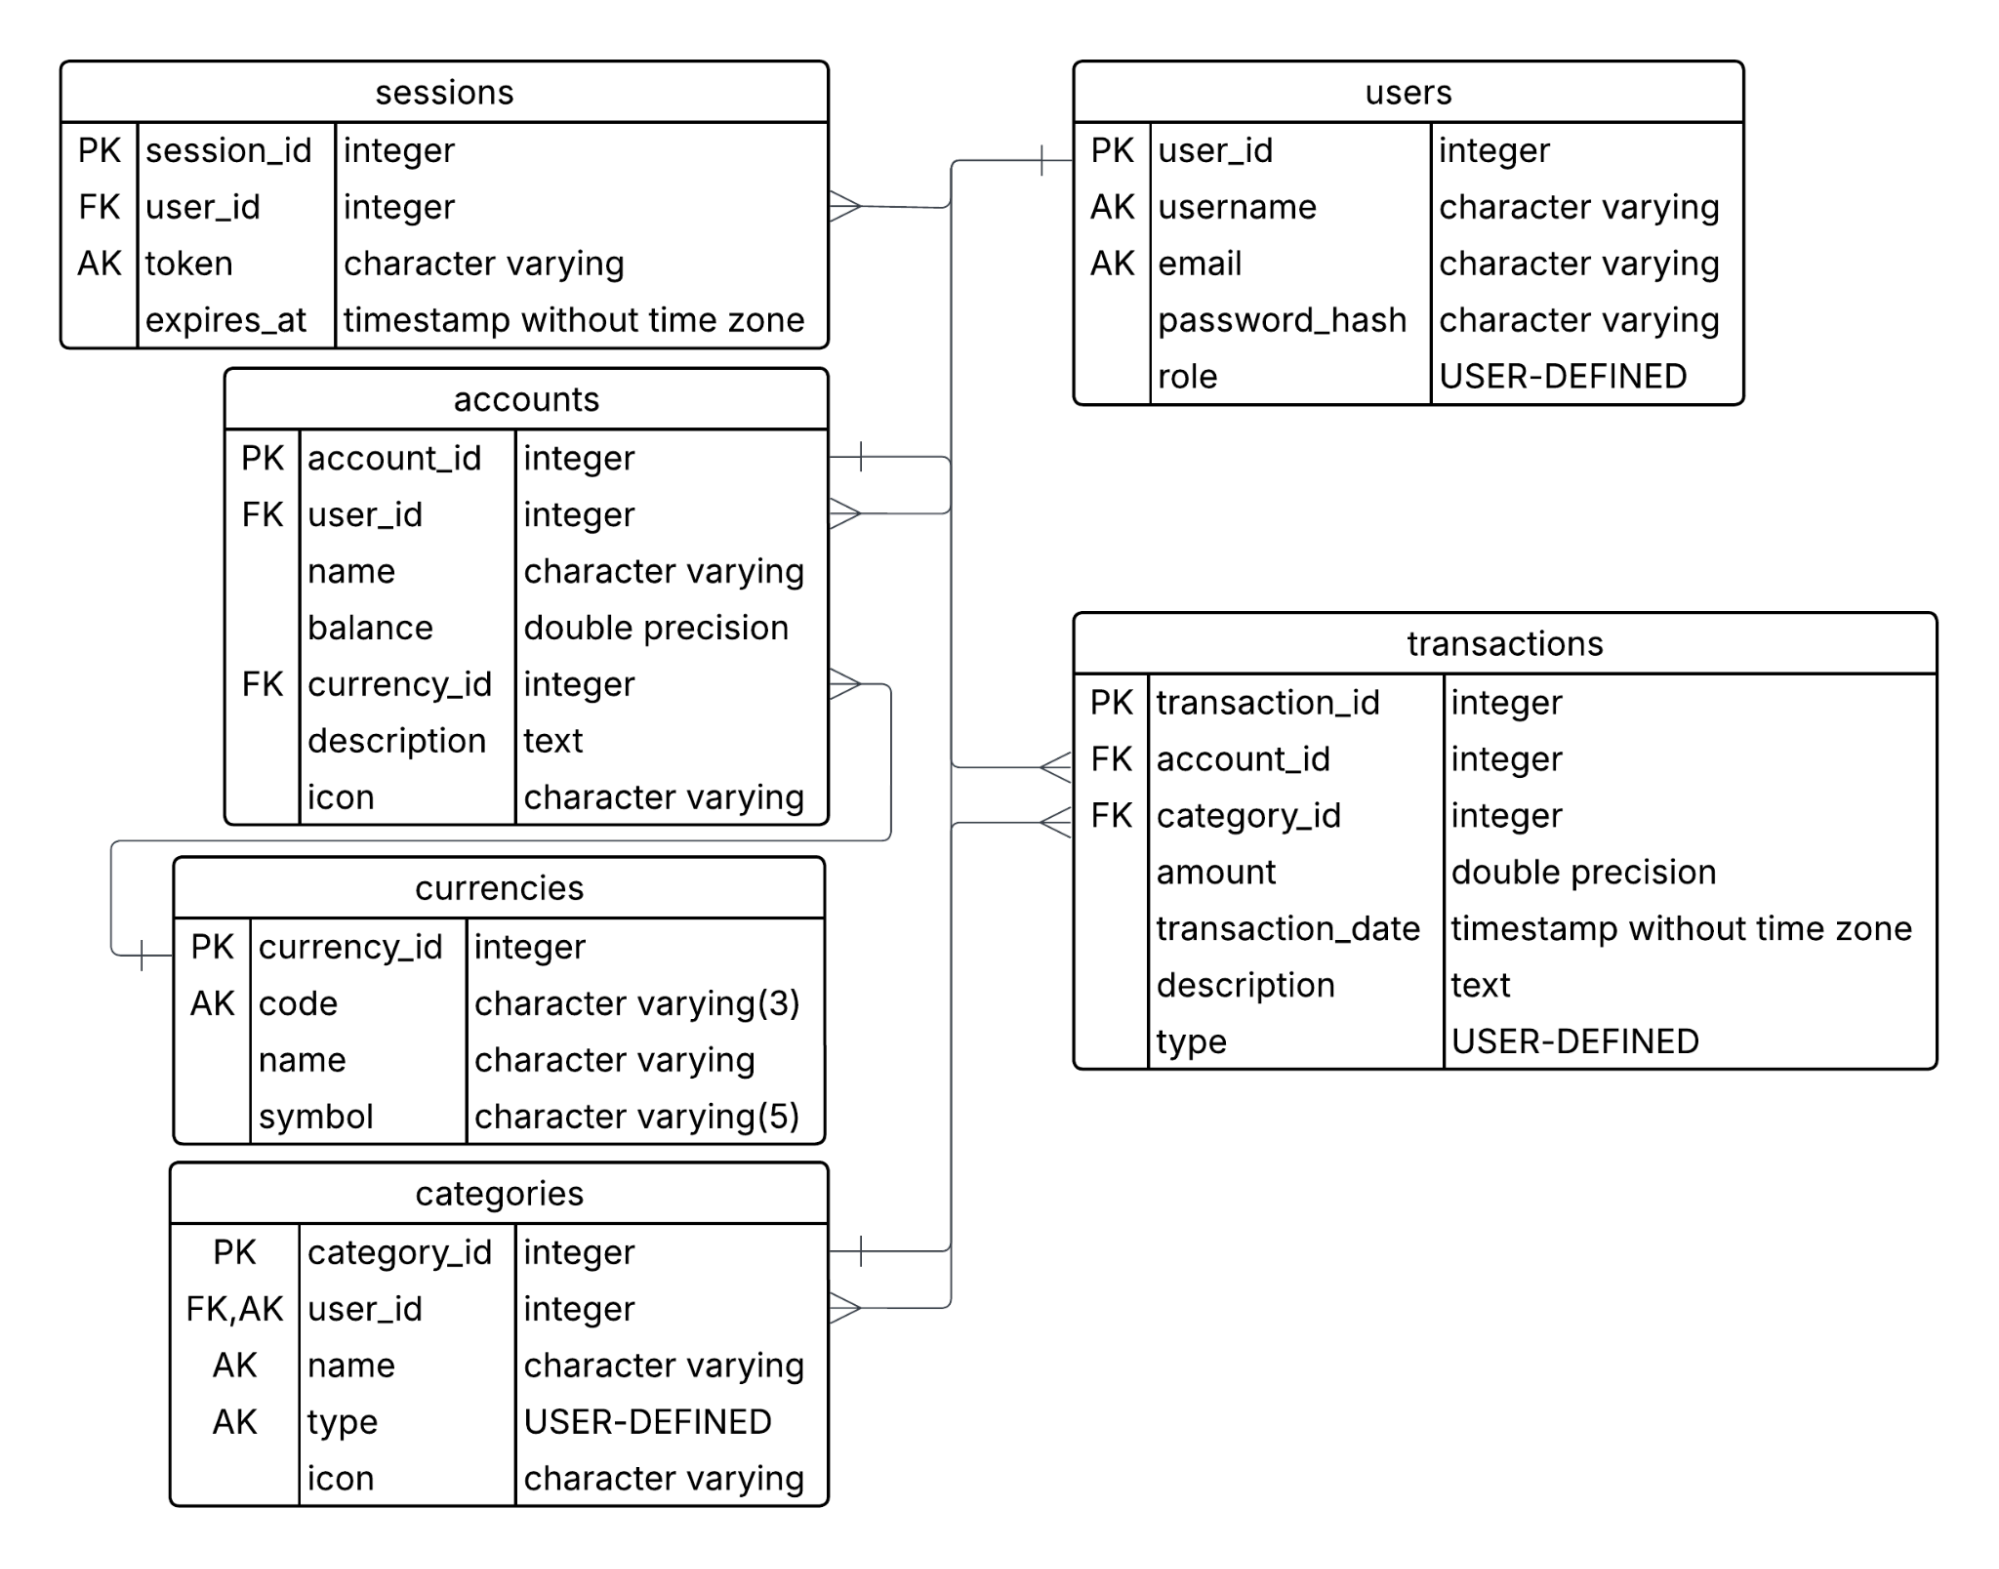 sessions
PK session_id integer
FK user_id integer
AK token character varying
expires_at timestamp without time zone
users
PK user_id integer
AK username character varying
AK email character varying
password_hash character varying
role USER-DEFINED
accounts
PK account_id integer
FK user_id integer
name character varying
balance double precision
FK currency_id integer
description text
icon character varying
transactions
PK transaction_id integer
FK account_id integer
FK category_id integer
amount double precision
transaction_date timestamp without time zone
description text
type USER-DEFINED
currencies
PK currency_id integer
AK code character varying(3)
name character varying
symbol character varying(5)
categories
PK category_id integer
FK,AK user_id integer
AK name character varying
AK type USER-DEFINED
icon character varying